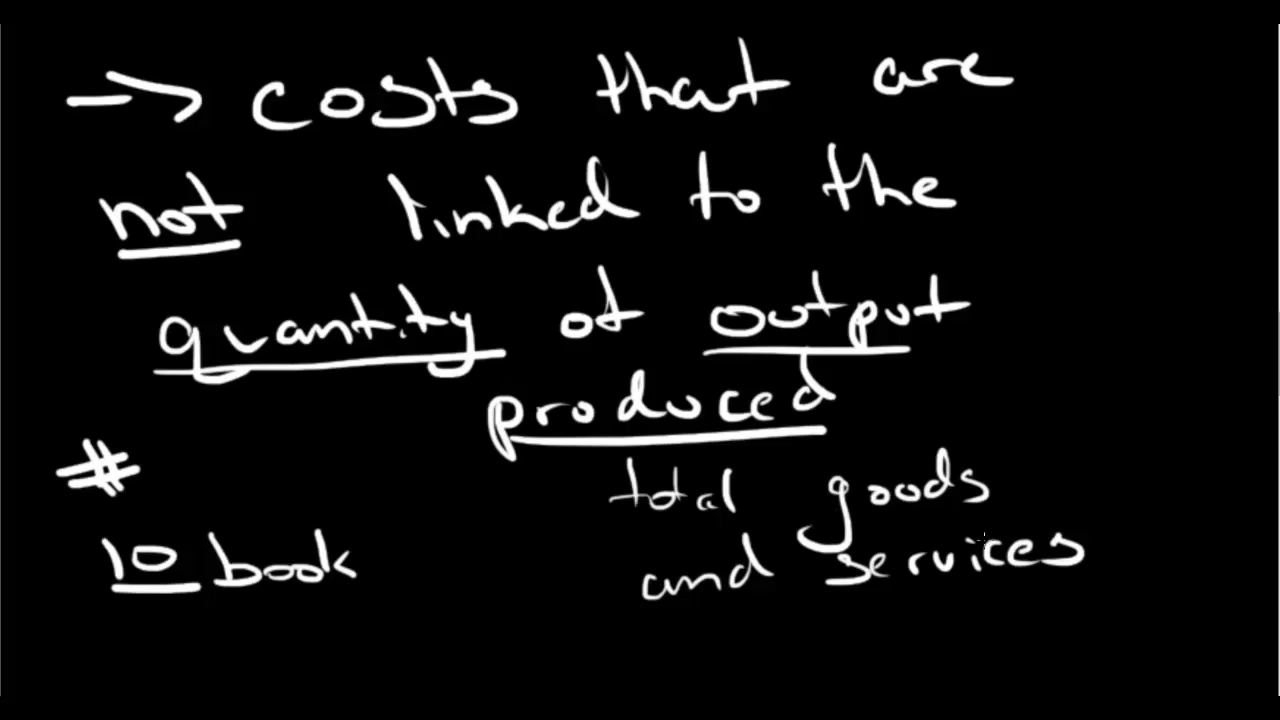 → costs that are
not linked to the
quantity of output
produced
#
total goods
10 book
and services